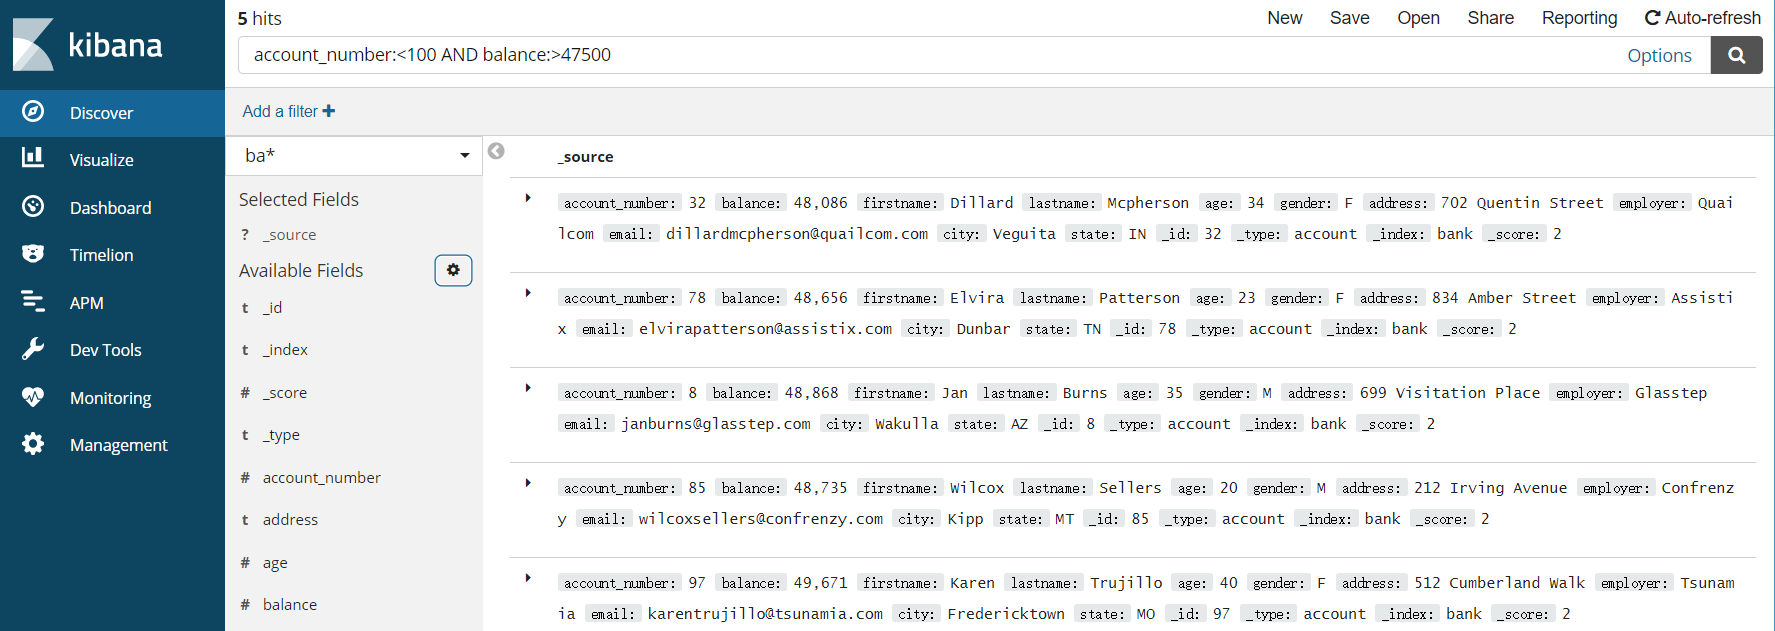 kibana
Discover
Visualize
Dashboard
Timelion
APM
Dev Tools
Monitoring
Management
5 hits
New Save Open Share Reporting Auto-refresh
account_number:<100 AND balance:>47500 Options
Add a filter +
ba*
Selected Fields
? _source
Available Fields
t _id
t _index
# _score
t _type
# account_number
t address
# age
# balance
_source
account_number: 32 balance: 48,086 firstname: Dillard lastname: Mcpherson age: 34 gender: F address: 702 Quentin Street employer: Quai
lcom email: dillardmcpherson@quailcom.com city: Veguita state: IN _id: 32 _type: account _index: bank _score: 2
account_number: 78 balance: 48,656 firstname: Elvira lastname: Patterson age: 23 gender: F address: 834 Amber Street employer: Assisti
x email: elvirapatterson@assistix.com city: Dunbar state: TN _id: 78 _type: account _index: bank _score: 2
account_number: 8 balance: 48,868 firstname: Jan lastname: Burns age: 35 gender: M address: 699 Visitation Place employer: Glasstep
email: janburns@glasstep.com city: Wakulla state: AZ _id: 8 _type: account _index: bank _score: 2
account_number: 85 balance: 48,735 firstname: Wilcox lastname: Sellers age: 20 gender: M address: 212 Irving Avenue employer: Confrenz
y email: wilcoxsellers@confrenzy.com city: Kipp state: MT _id: 85 _type: account _index: bank _score: 2
account_number: 97 balance: 49,671 firstname: Karen lastname: Trujillo age: 40 gender: F address: 512 Cumberland Walk employer: Tsunam
ia email: karentrujillo@tsunamia.com city: Fredericktown state: MO _id: 97 _type: account _index: bank _score: 2